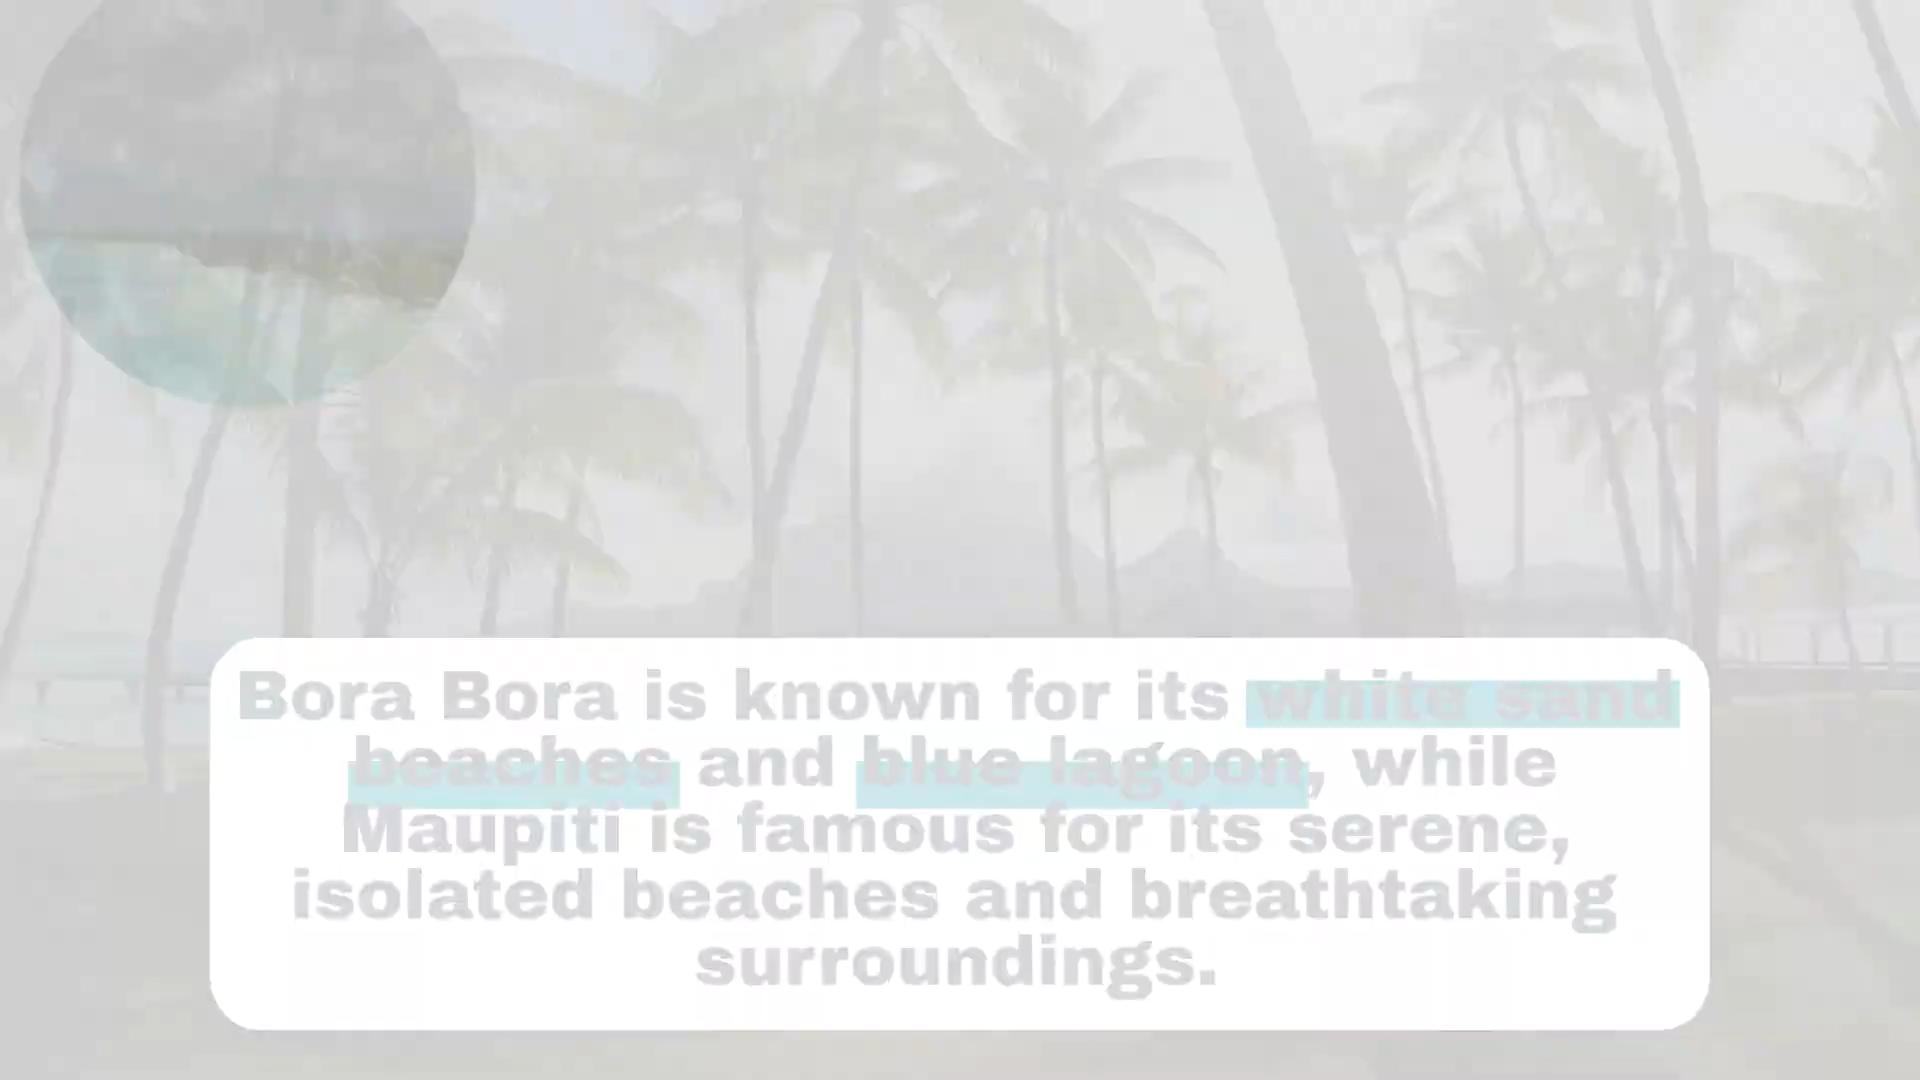 Bora Bora is known for its white sand
beaches and blue lagoon, while
Maupiti is famous for its serene,
isolated beaches and breathtaking
surroundings.